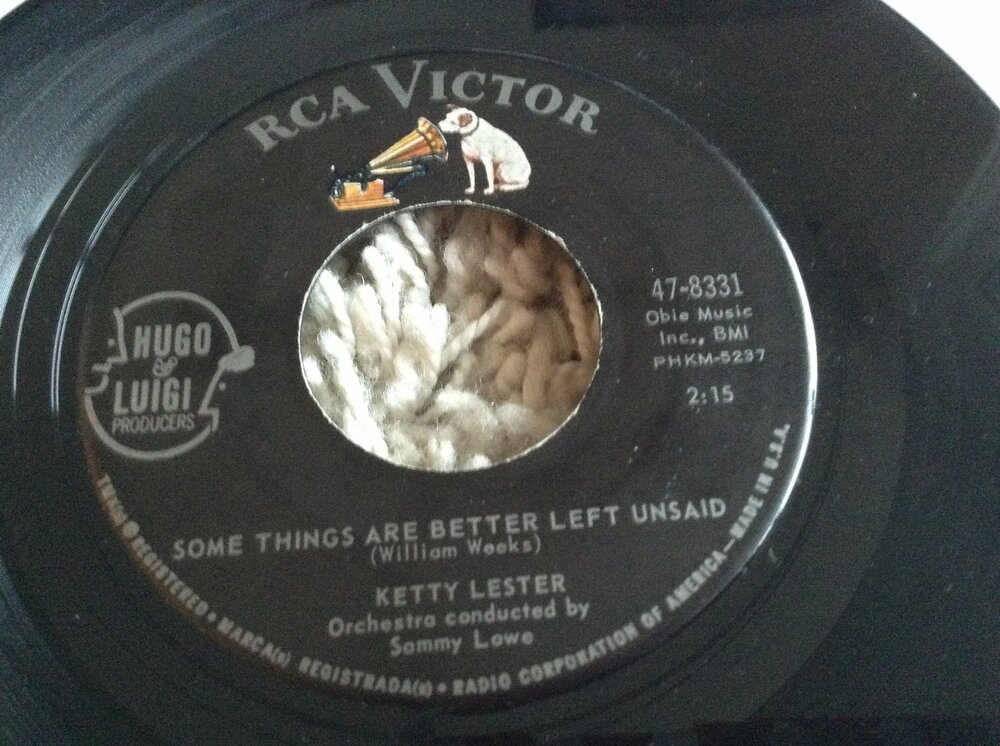 RCA VICTOR
HUGO
&
LUIGI
PRODUCERS
47-8331
Obie Music
Inc., BMI
PHKM-5237
2:15
SOME THINGS ARE BETTER LEFT UNSAID
(William Weeks)
KETTY LESTER
Orchestra conducted by
Sammy Lowe
TMK(s) ® REGISTERED • MARCA(s) REGISTRADA(s) • RADIO CORPORATION OF AMERICA—MADE IN U.S.A.